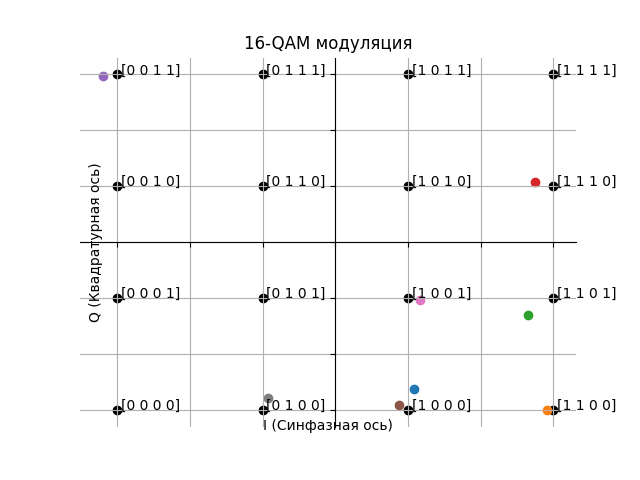 16-QAM модуляция
[0 0 1 1] [0 1 1 1] [1 0 1 1] [1 1 1 1]
[0 0 1 0] [0 1 1 0] [1 0 1 0] [1 1 1 0]
Q (Квадратурная ось)
[0 0 0 1] [0 1 0 1] [1 0 0 1] [1 1 0 1]
[0 0 0 0] [0 1 0 0] [1 0 0 0] [1 1 0 0]
I (Синфазная ось)